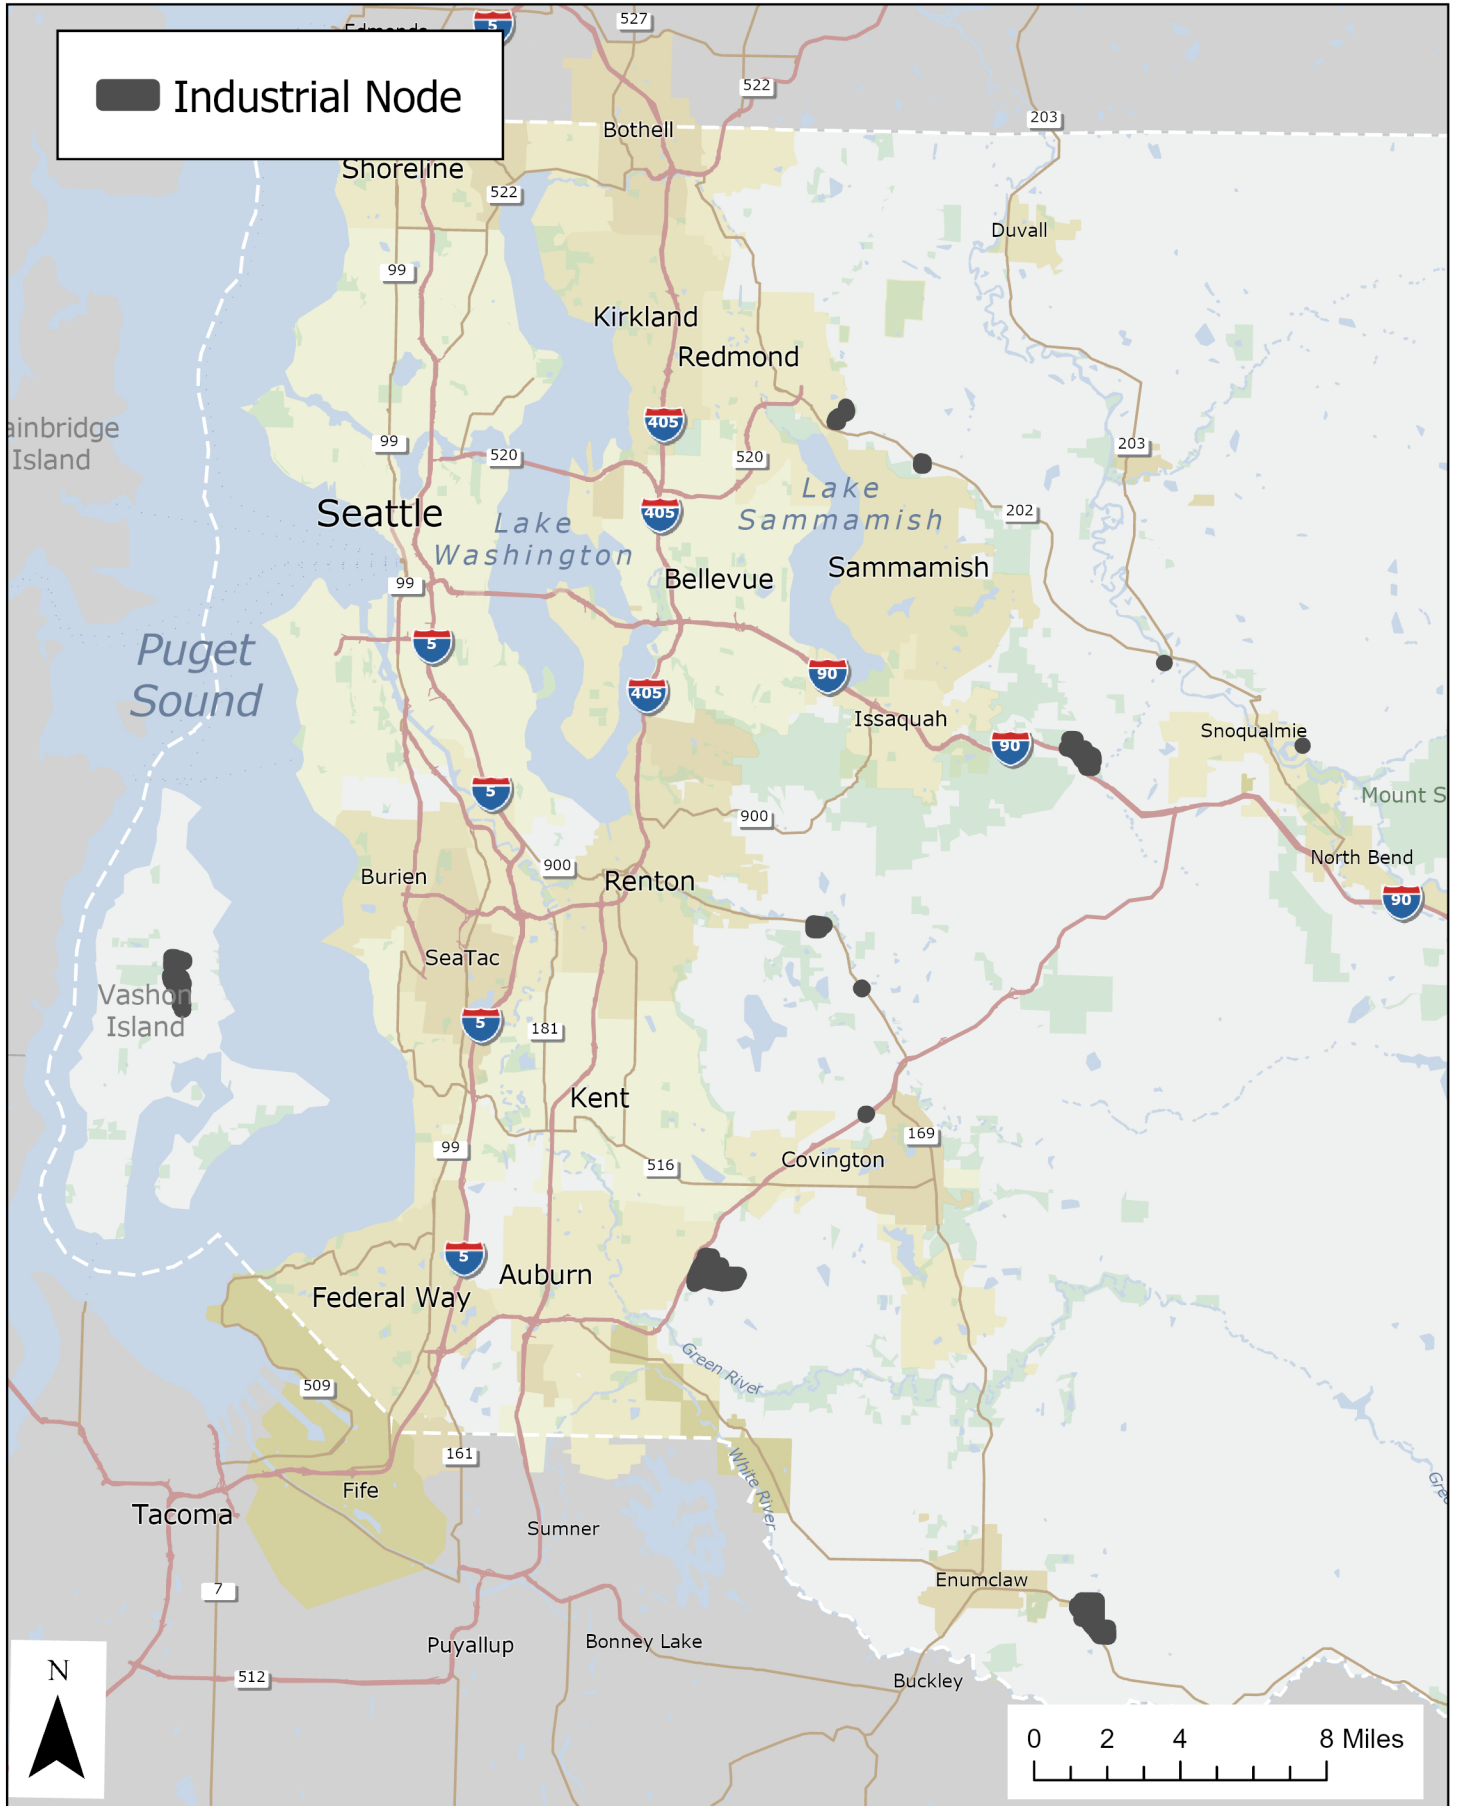 Edmonds
5
527
522
Industrial Node
203
Bothell
Shoreline
522
Duvall
99
Kirkland
Redmond
405
ainbridge
Island
99
520
520
203
Lake
Sammamish
Seattle
405
202
Lake
Washington
Sammamish
Bellevue
99
Puget
Sound
5
90
405
Issaquah
90
Snoqualmie
5
Mount S
900
North Bend
900
Burien
Renton
90
SeaTac
Vashon
Island
5
181
Kent
99
169
516
Covington
5
Auburn
Federal Way
Green River
509
161
White River
Gree
Fife
Tacoma
Sumner
7
Enumclaw
Puyallup
Bonney Lake
N
512
Buckley
0 2 4 8 Miles